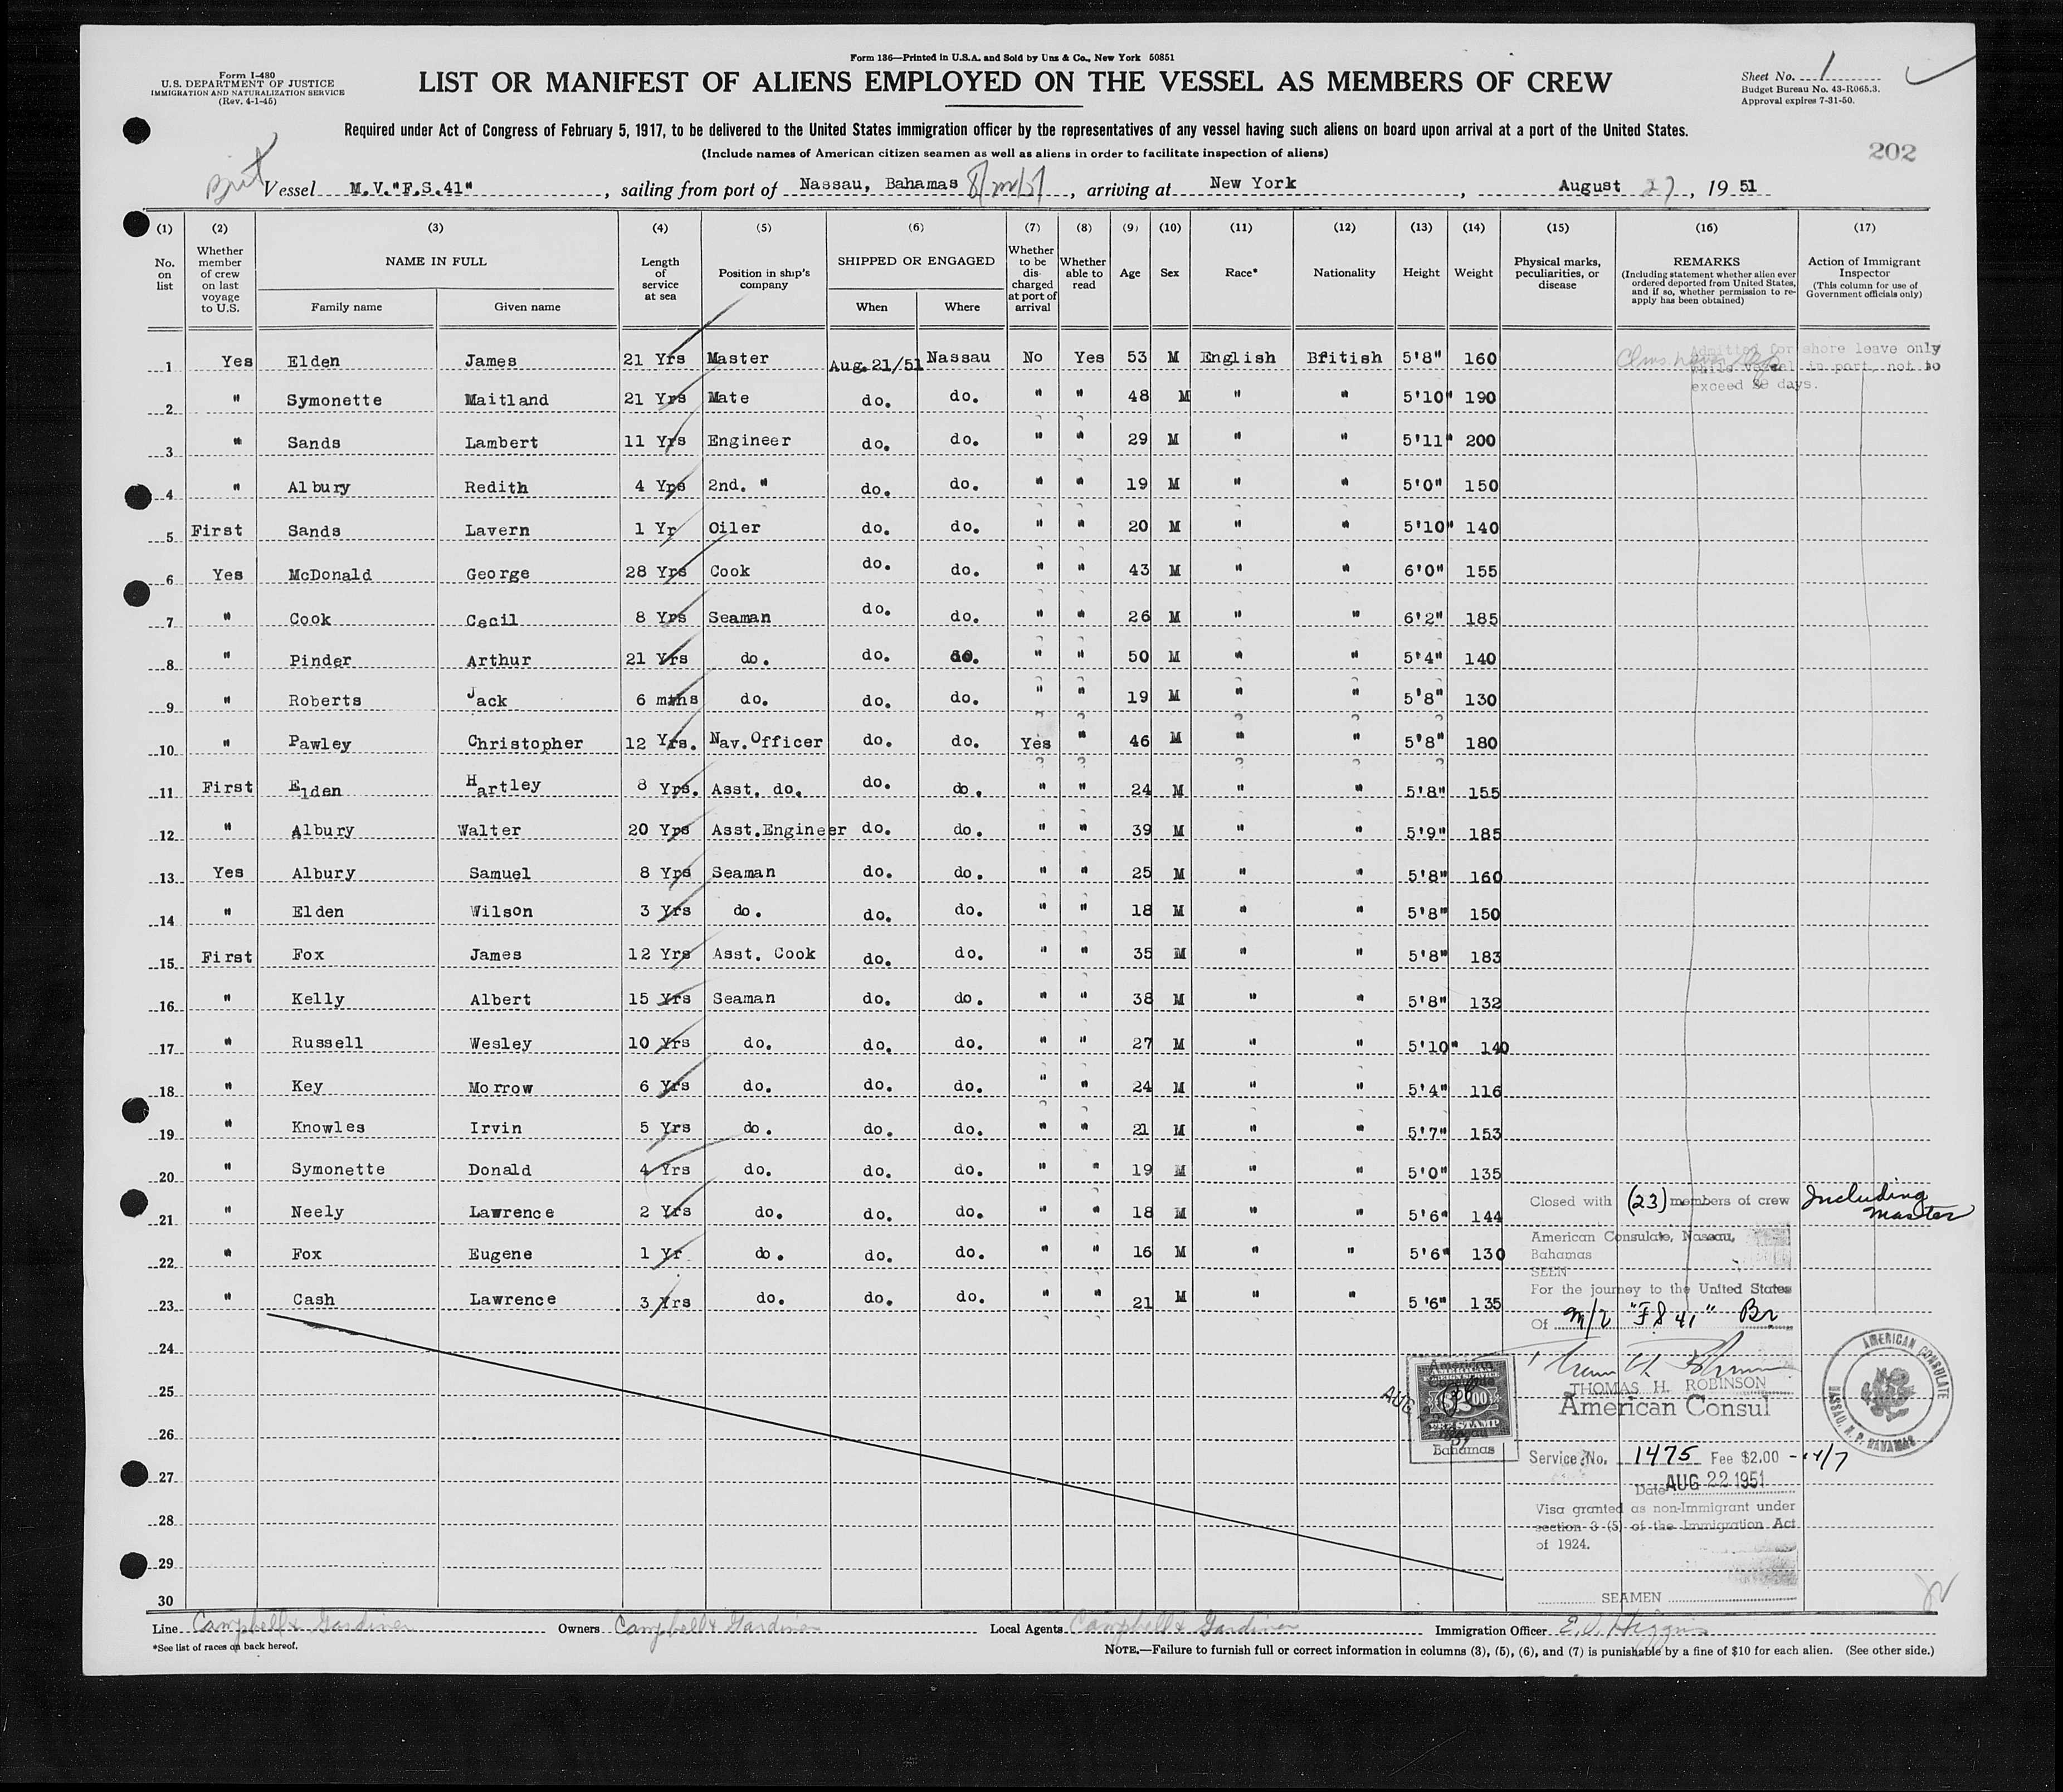 Form 136—Printed in U.S.A. and Sold by Unz & Co., New York 50851
Form I-480
U.S. DEPARTMENT OF JUSTICE
IMMIGRATION AND NATURALIZATION SERVICE
(Rev. 4-1-45)
LIST OR MANIFEST OF ALIENS EMPLOYED ON THE VESSEL AS MEMBERS OF CREW
Sheet No. 1
Budget Bureau No. 43-R065.3.
Approval expires 7-31-50.
Required under Act of Congress of February 5, 1917, to be delivered to the United States immigration officer by the representatives of any vessel having such aliens on board upon arrival at a port of the United States.
(Include names of American citizen seamen as well as aliens in order to facilitate inspection of aliens)
202
Brit Vessel M.V."F.S.41", sailing from port of Nassau, Bahamas, arriving at New York, August 27, 1951
(1) (2) (3) (4) (5) (6) (7) (8) (9) (10) (11) (12) (13) (14) (15) (16) (17)
No. on list
Whether member of crew on last voyage to U.S.
NAME IN FULL
Family name Given name
Length of service at sea
Position in ship's company
SHIPPED OR ENGAGED
When Where
Whether to be discharged at port of arrival
Whether able to read
Age
Sex
Race*
Nationality
Height
Weight
Physical marks, peculiarities, or disease
REMARKS
(Including statement whether alien ever ordered deported from United States, and if so, whether permission to re-apply has been obtained)
Action of Immigrant Inspector
(This column for use of Government officials only)
1 Yes Elden James 21 Yrs Master Aug.21/51 Nassau No Yes 53 M English British 5'8" 160
Admitted for shore leave only
while vessel in port, not to
exceed 29 days.
2 " Symonette Maitland 21 Yrs Mate do. do. " " 48 M " " 5'10" 190
3 " Sands Lambert 11 Yrs Engineer do. do. " " 29 M " " 5'11" 200
4 " Albury Redith 4 Yrs 2nd. " do. do. " " 19 M " " 5'0" 150
5 First Sands Lavern 1 Yr Oiler do. do. " " 20 M " " 5'10" 140
6 Yes McDonald George 28 Yrs Cook do. do. " " 43 M " " 6'0" 155
7 " Cook Cecil 8 Yrs Seaman do. do. " " 26 M " " 6'2" 185
8 " Pinder Arthur 21 Yrs do. do. do. " " 50 M " " 5'4" 140
9 " Roberts Jack 6 mths do. do. do. " " 19 M " " 5'8" 130
10 " Pawley Christopher 12 Yrs. Nav.Officer do. do. Yes " 46 M " " 5'8" 180
11 First Elden Hartley 8 Yrs. Asst. do. do. do. " " 24 M " " 5'8" 155
12 " Albury Walter 20 Yrs Asst.Engineer do. do. " " 39 M " " 5'9" 185
13 Yes Albury Samuel 8 Yrs Seaman do. do. " " 25 M " " 5'8" 160
14 " Elden Wilson 3 Yrs do. do. do. " " 18 M " " 5'8" 150
15 First Fox James 12 Yrs Asst. Cook do. do. " " 35 M " " 5'8" 183
16 " Kelly Albert 15 Yrs Seaman do. do. " " 38 M " " 5'8" 132
17 " Russell Wesley 10 Yrs do. do. do. " " 27 M " " 5'10" 140
18 " Key Morrow 6 Yrs do. do. do. " " 24 M " " 5'4" 116
19 " Knowles Irvin 5 Yrs do. do. do. " " 21 M " " 5'7" 153
20 " Symonette Donald 4 Yrs do. do. do. " " 19 M " " 5'0" 135
21 " Neely Lawrence 2 Yrs do. do. do. " " 18 M " " 5'6" 144
22 " Fox Eugene 1 Yr do. do. do. " " 16 M " " 5'6" 130
23 " Cash Lawrence 3 Yrs do. do. do. " " 21 M " " 5'6" 135
24
25
26
27
28
29
30
Closed with (23) members of crew Including Master
American Consulate, Nassau,
Bahamas
SEEN
For the journey to the United States
Of M/V "FS 41" Br
THOMAS H. ROBINSON
American Consul
Service No. 1475 Fee $2.00
Date AUG 22 1951
Visa granted as non-Immigrant under
section 3 (5) of the Immigration Act
of 1924.
SEAMEN
AMERICAN CONSULATE
NASSAU, N. P. BAHAMAS
American
Consulate
FEE STAMP
Nassau
Bahamas
AUG
Line Campbell & Gardiner Owners Campbell & Gardiner Local Agents Campbell & Gardiner Immigration Officer E. O. Higgins
*See list of races on back hereof.
NOTE.—Failure to furnish full or correct information in columns (3), (5), (6), and (7) is punishable by a fine of $10 for each alien. (See other side.)